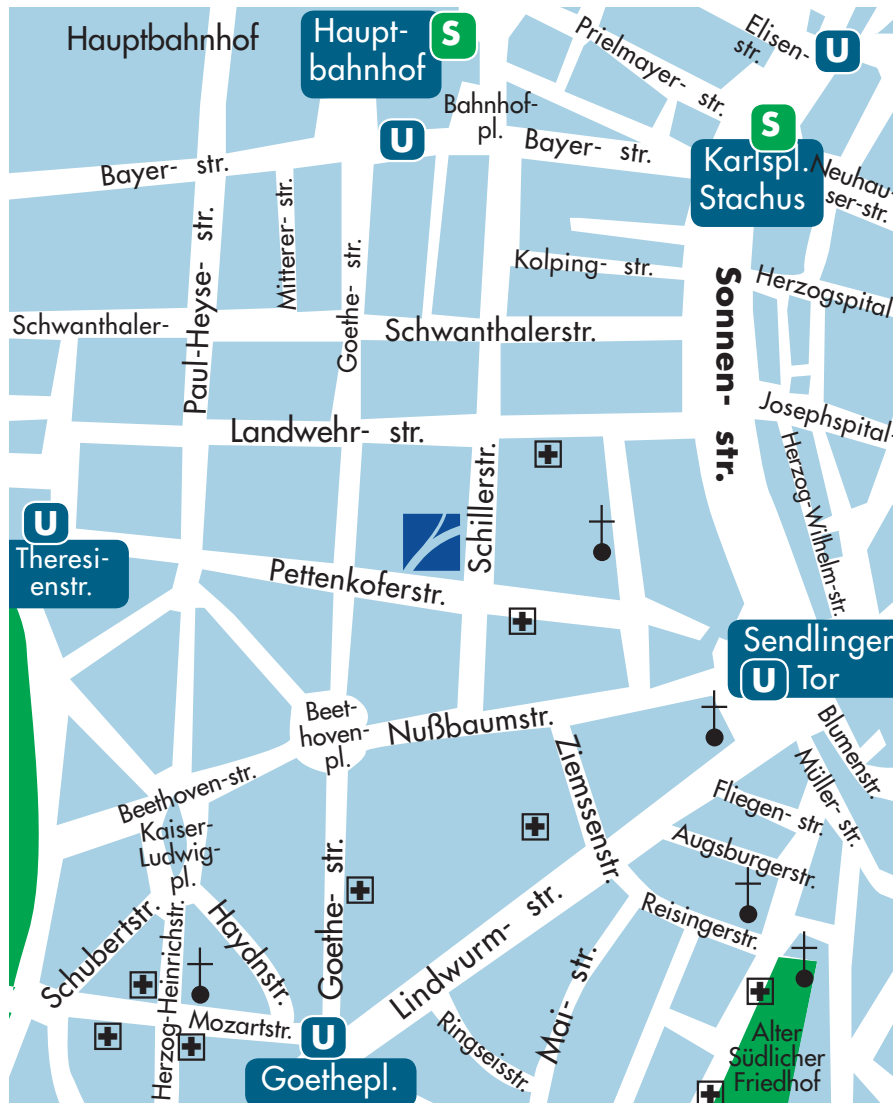 Hauptbahnhof
Haupt-
bahnhof
S
Prielmayer- str.
Elisen-
str.
U
Bahnhof-
pl.
U
S
Karlspl.
Stachus
Neuhau-
ser-str.
Bayer- str.
Bayer- str.
Mitterer- str.
Paul-Heyse- str.
Goethe- str.
Kolping- str.
Sonnen- str.
Herzogspital-
Schwanthaler-
Schwanthalerstr.
Landwehr- str.
Josephspital-
Schillerstr.
Herzog-Wilhelm-str.
U
Theresi-
enstr.
Pettenkoferstr.
Sendlinger
U Tor
Beet-
hoven-
pl.
Nußbaumstr.
Blumenstr.
Müller- str.
Ziemssenstr.
Beethoven-str.
Fliegen- str.
Kaiser-
Ludwig-
pl.
Augsburgerstr.
Goethe- str.
Lindwurm- str.
Reisingerstr.
Schubertstr.
Haydnstr.
Herzog-Heinrichstr.
Mai- str.
Mozartstr.
Ringseisstr.
U
Goethepl.
Alter
Südlicher
Friedhof